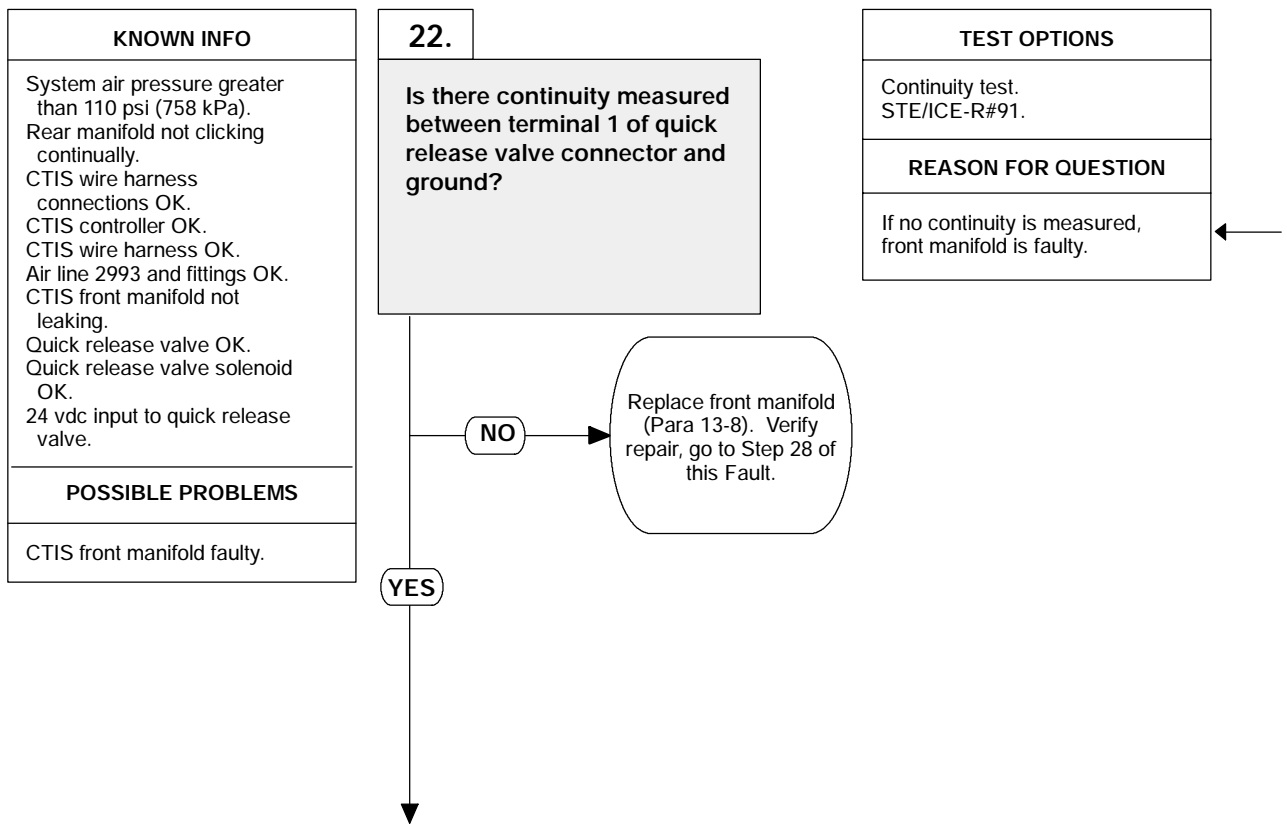 KNOWN INFO
System air pressure greater
than 110 psi (758 kPa).
Rear manifold not clicking
continually.
CTIS wire harness
connections OK.
CTIS controller OK.
CTIS wire harness OK.
Air line 2993 and fittings OK.
CTIS front manifold not
leaking.
Quick release valve OK.
Quick release valve solenoid
OK.
24 vdc input to quick release
valve.
POSSIBLE PROBLEMS
CTIS front manifold faulty.
22.
Is there continuity measured
between terminal 1 of quick
release valve connector and
ground?
NO
Replace front manifold
(Para 13-8). Verify
repair, go to Step 28 of
this Fault.
YES
TEST OPTIONS
Continuity test.
STE/ICE-R#91.
REASON FOR QUESTION
If no continuity is measured,
front manifold is faulty.